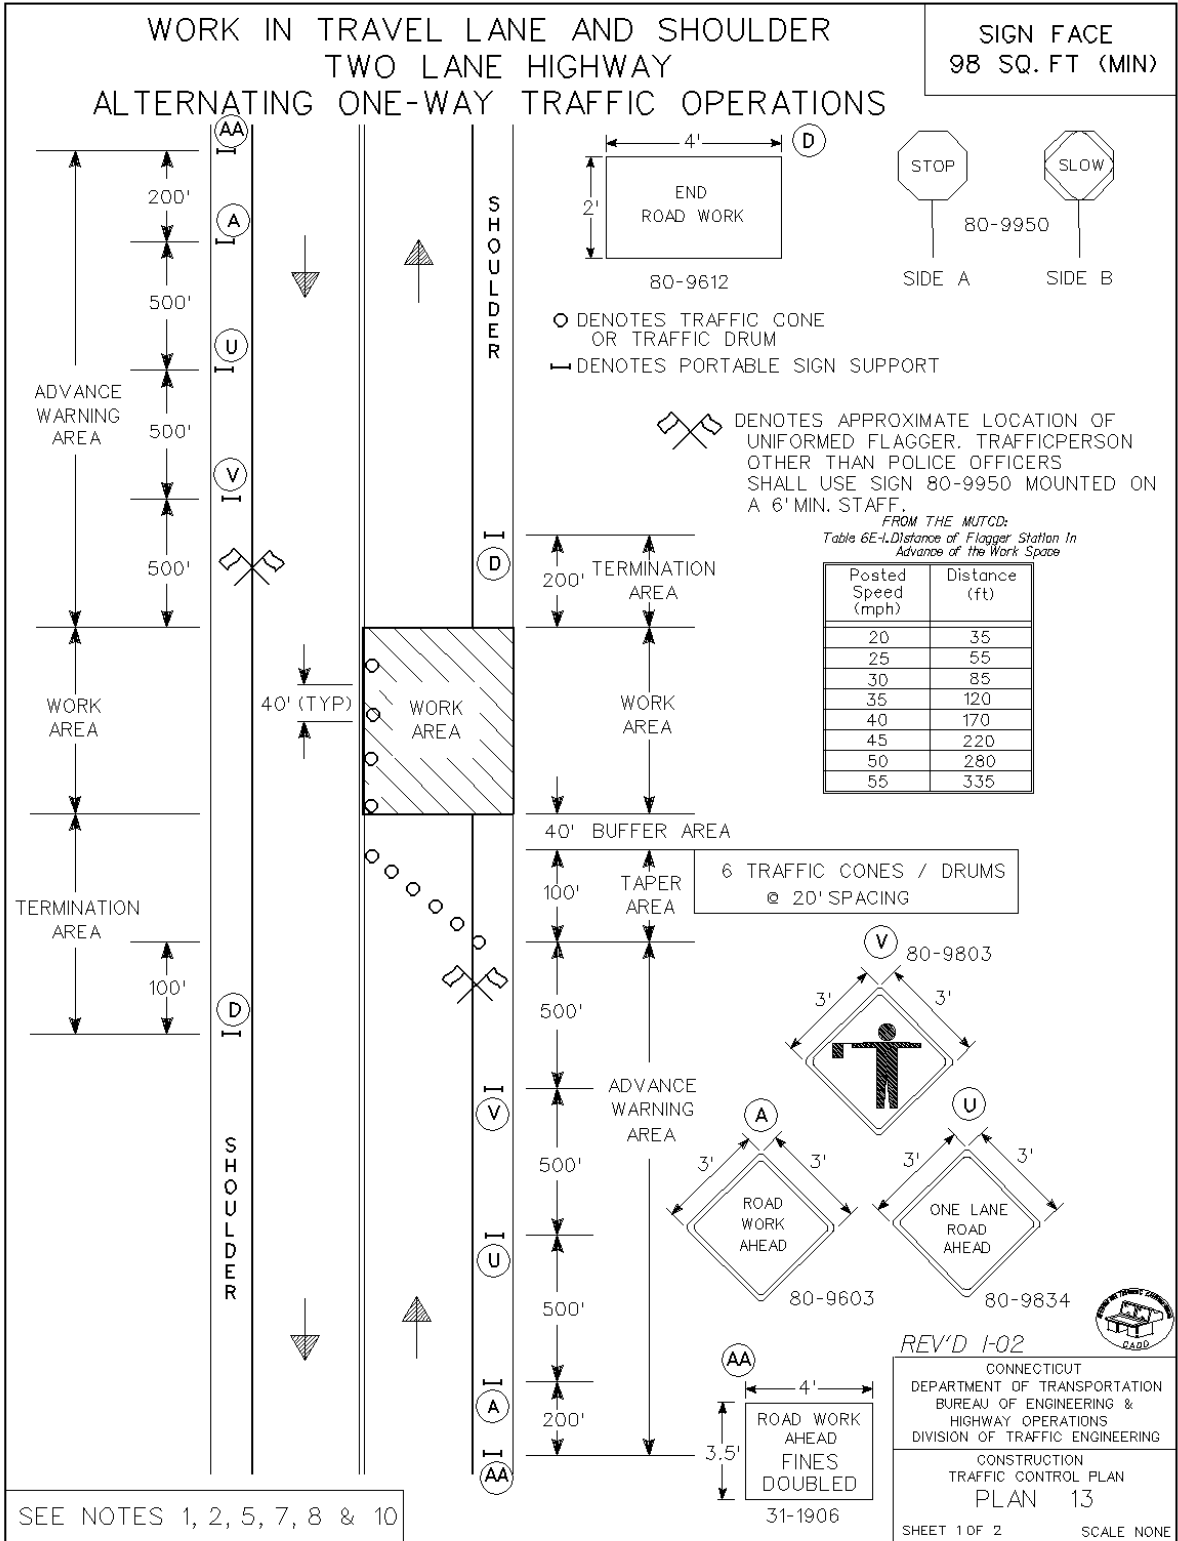 WORK IN TRAVEL LANE AND SHOULDER
TWO LANE HIGHWAY
ALTERNATING ONE-WAY TRAFFIC OPERATIONS
SIGN FACE
98 SQ. FT (MIN)
AA
200'
A
500'
U
500'
V
500'
ADVANCE
WARNING
AREA
WORK
AREA
TERMINATION
AREA
100'
D
SHOULDER
SHOULDER
40' (TYP)
WORK
AREA
D
200'
TERMINATION
AREA
WORK
AREA
40' BUFFER AREA
100'
TAPER
AREA
6 TRAFFIC CONES / DRUMS
@ 20' SPACING
500'
V
ADVANCE
WARNING
AREA
500'
U
500'
A
200'
AA
4'
D
2'
END
ROAD WORK
80-9612
STOP
SLOW
80-9950
SIDE A
SIDE B
DENOTES TRAFFIC CONE
OR TRAFFIC DRUM
DENOTES PORTABLE SIGN SUPPORT
DENOTES APPROXIMATE LOCATION OF
UNIFORMED FLAGGER. TRAFFICPERSON
OTHER THAN POLICE OFFICERS
SHALL USE SIGN 80-9950 MOUNTED ON
A 6' MIN. STAFF.
FROM THE MUTCD:
Table 6E-1. Distance of Flagger Station in
Advance of the Work Space
Posted Speed (mph) Distance (ft)
20 35
25 55
30 85
35 120
40 170
45 220
50 280
55 335
V
80-9803
3'
3'
A
3'
3'
ROAD
WORK
AHEAD
80-9603
U
3'
3'
ONE LANE
ROAD
AHEAD
80-9834
AA
4'
3.5'
ROAD WORK
AHEAD
FINES
DOUBLED
31-1906
CADD
REV'D 1-02
CONNECTICUT
DEPARTMENT OF TRANSPORTATION
BUREAU OF ENGINEERING &
HIGHWAY OPERATIONS
DIVISION OF TRAFFIC ENGINEERING
CONSTRUCTION
TRAFFIC CONTROL PLAN
PLAN 13
SHEET 1 OF 2 SCALE NONE
SEE NOTES 1, 2, 5, 7, 8 & 10